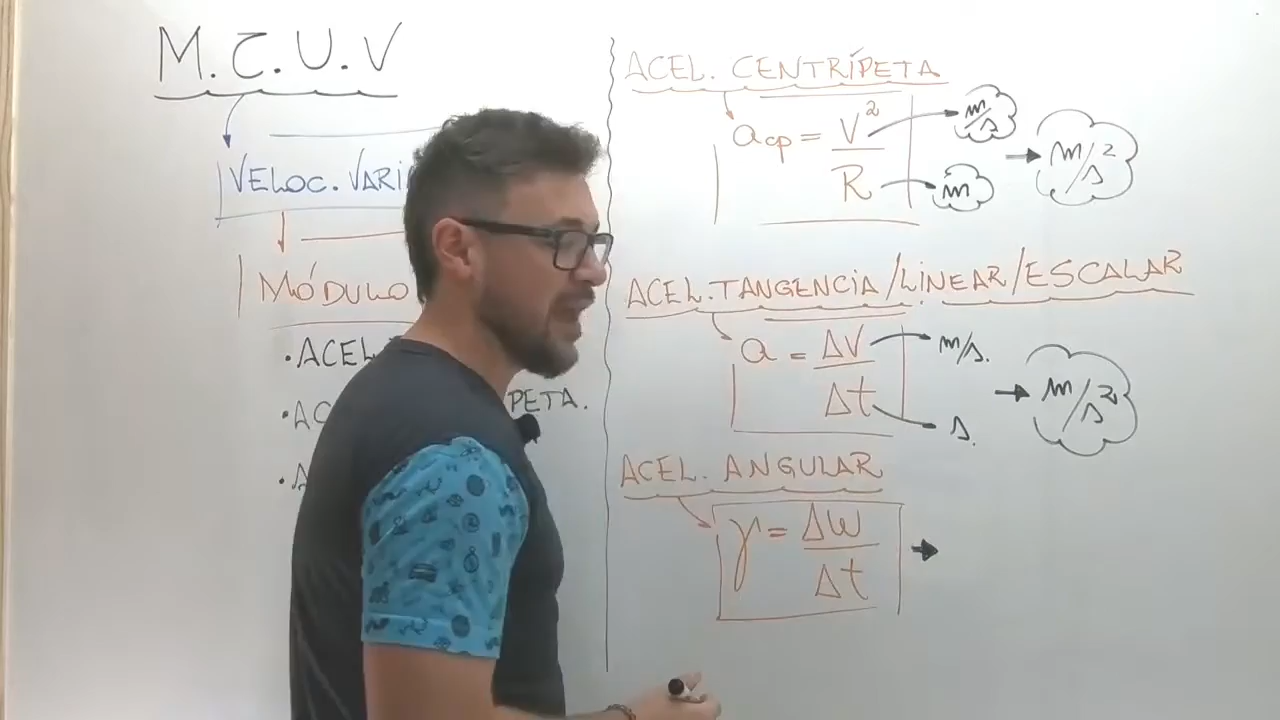 M.C.U.V
VELOC. VARI
MÓDULO
• ACEL
• AC PETA.
• A
ACEL. CENTRÍPETA
acp = V²/R
m/s
m
m/s²
ACEL. TANGENCIA/LINEAR/ESCALAR
a = ΔV/Δt
m/s.
s.
m/s²
ACEL. ANGULAR
γ = Δw/Δt